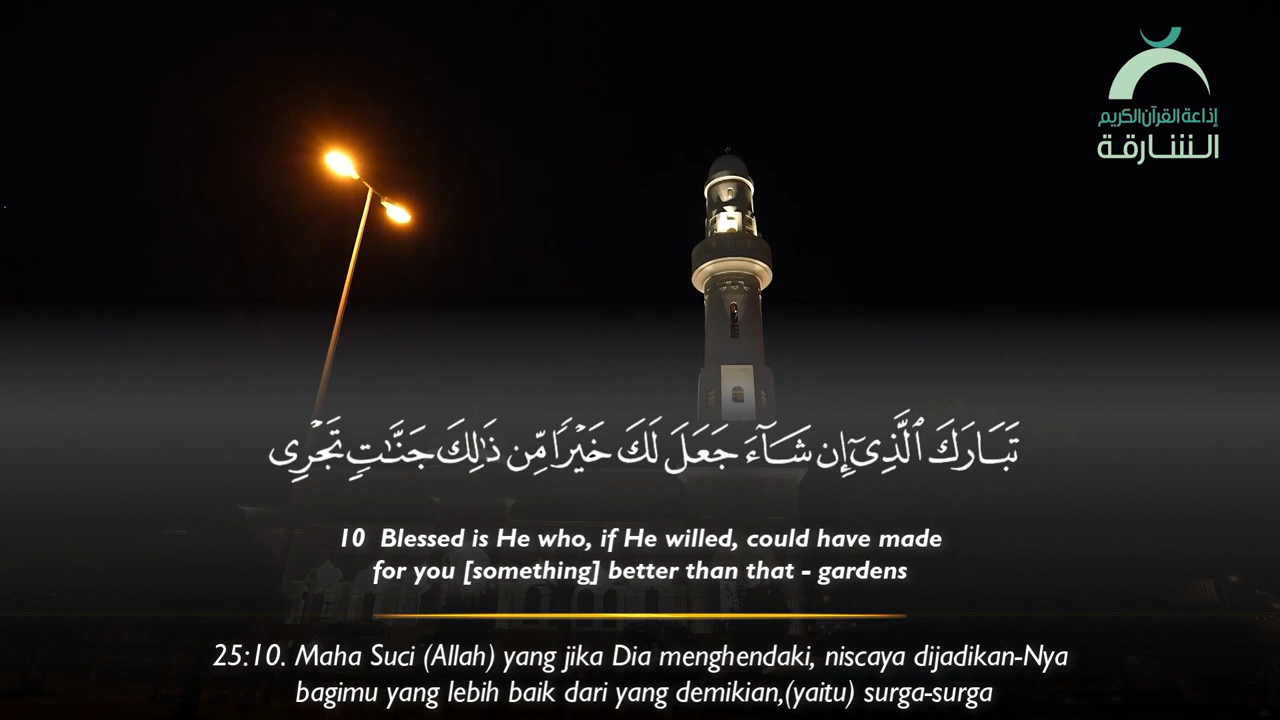 إذاعة القرآن الكريم
الشارقة
تَبَارَكَ ٱلَّذِىٓ إِن شَآءَ جَعَلَ لَكَ خَيْرًا مِّن ذَٰلِكَ جَنَّـٰتٍ تَجْرِى
10 Blessed is He who, if He willed, could have made
for you [something] better than that - gardens
25:10. Maha Suci (Allah) yang jika Dia menghendaki, niscaya dijadikan-Nya
bagimu yang lebih baik dari yang demikian,(yaitu) surga-surga